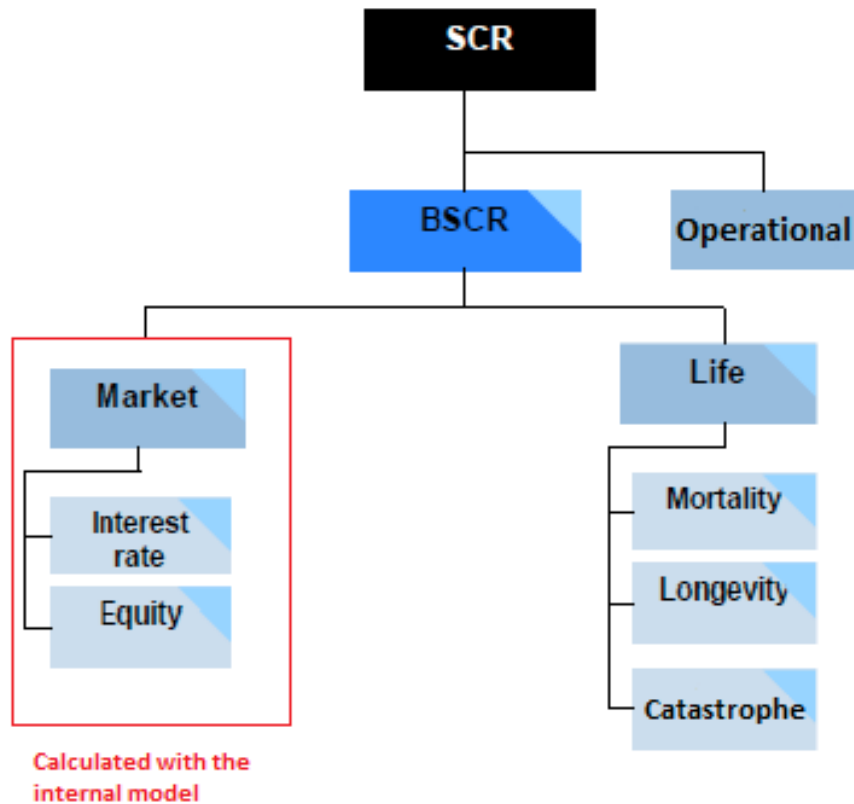 SCR
BSCR
Operational
Market
Life
Interest
rate
Equity
Mortality
Longevity
Catastrophe
Calculated with the
internal model